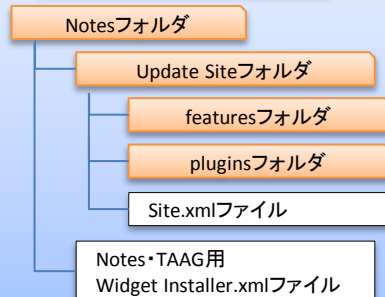 Notesフォルダ
Update Siteフォルダ
featuresフォルダ
pluginsフォルダ
Site.xmlファイル
Notes・TAAG用
Widget Installer.xmlファイル